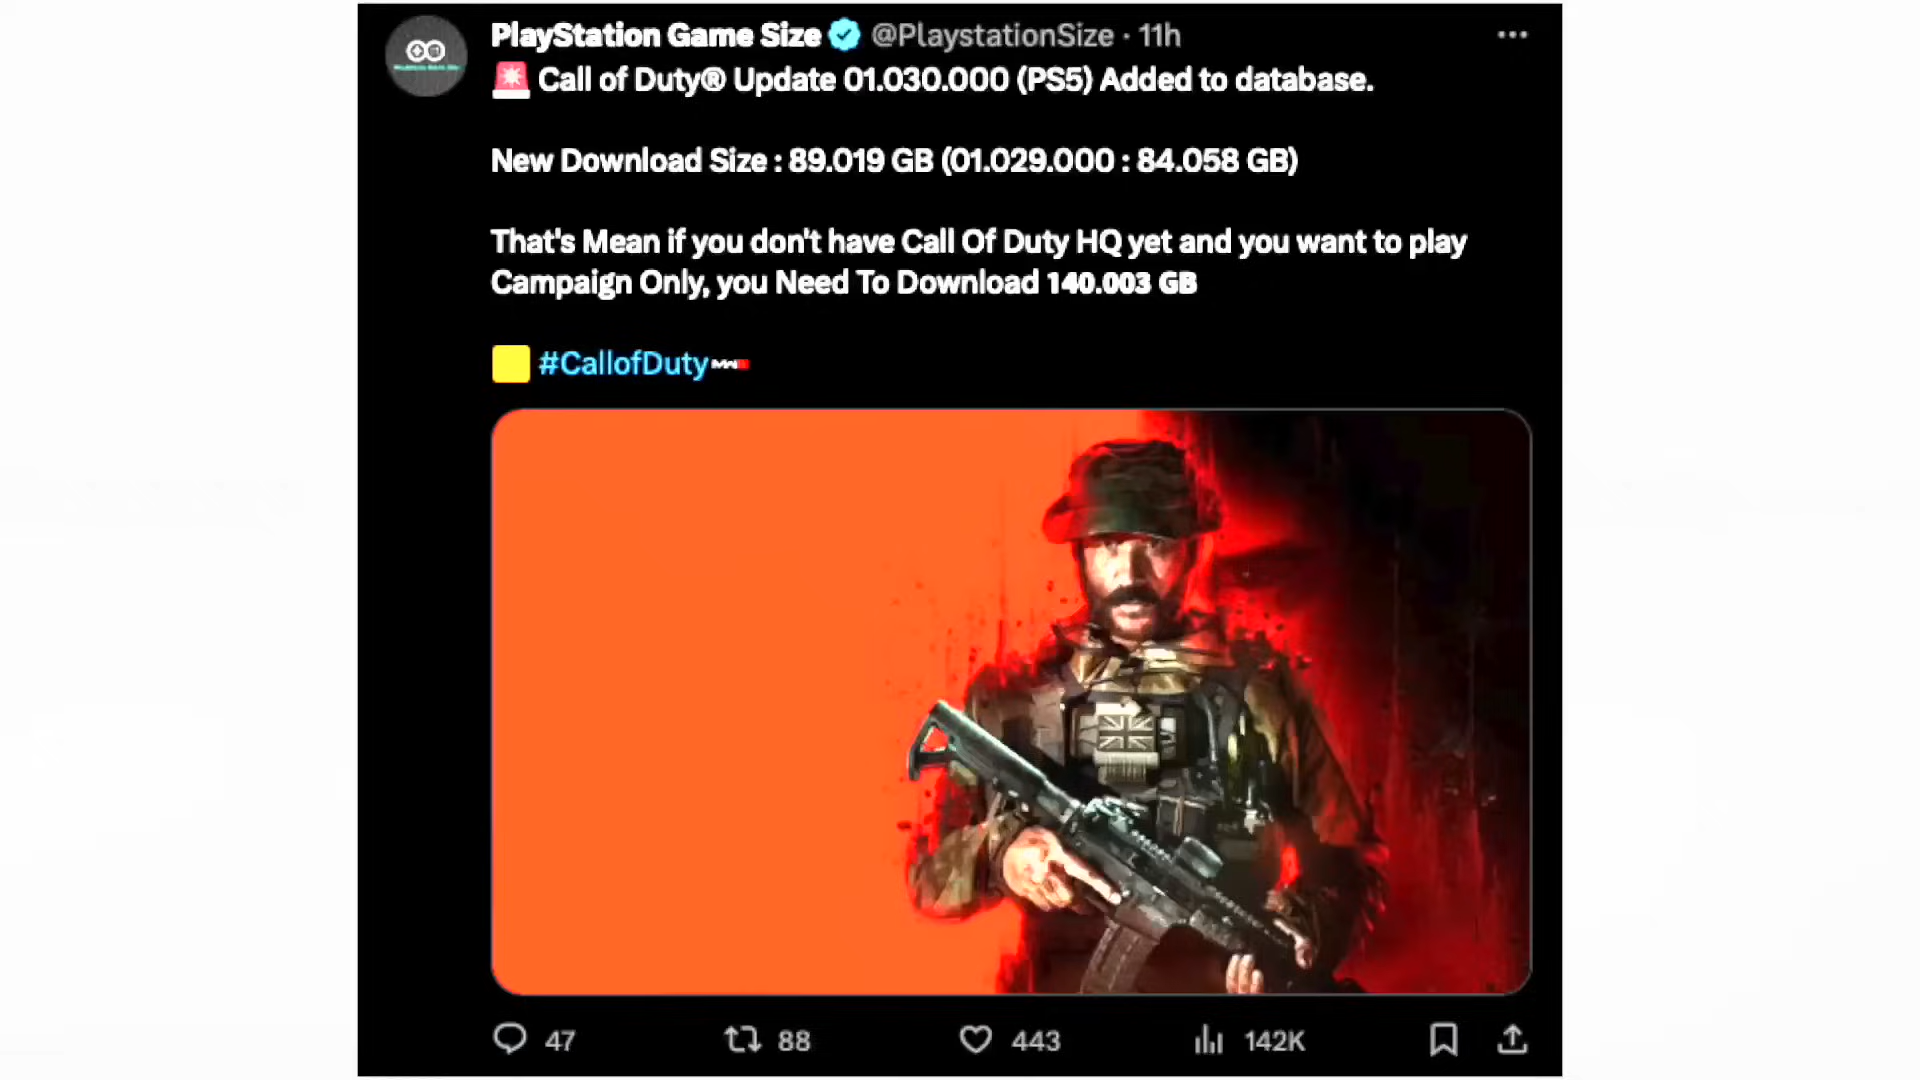 PlayStation Game Size @PlaystationSize · 11h
Call of Duty® Update 01.030.000 (PS5) Added to database.
New Download Size : 89.019 GB (01.029.000 : 84.058 GB)
That's Mean if you don't have Call Of Duty HQ yet and you want to play
Campaign Only, you Need To Download 140.003 GB
#CallofDuty
47 88 443 142K